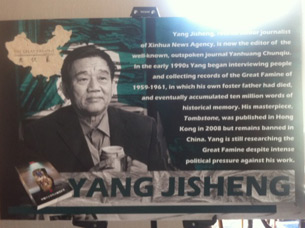 Yang Jisheng, journalist
of Xinhua News Agency, is now the editor of the
well-known, outspoken journal Yanhuang Chunqiu.
In the early 1990s Yang began interviewing people
and collecting records of the Great Famine of
1959-1961, in which his own foster father had died,
and eventually accumulated ten million words of
historical memory. His masterpiece,
Tombstone, was published in Hong
Kong in 2008 but remains banned in
China. Yang is still researching the
Great Famine despite intense
political pressure against his work.
YANG JISHENG